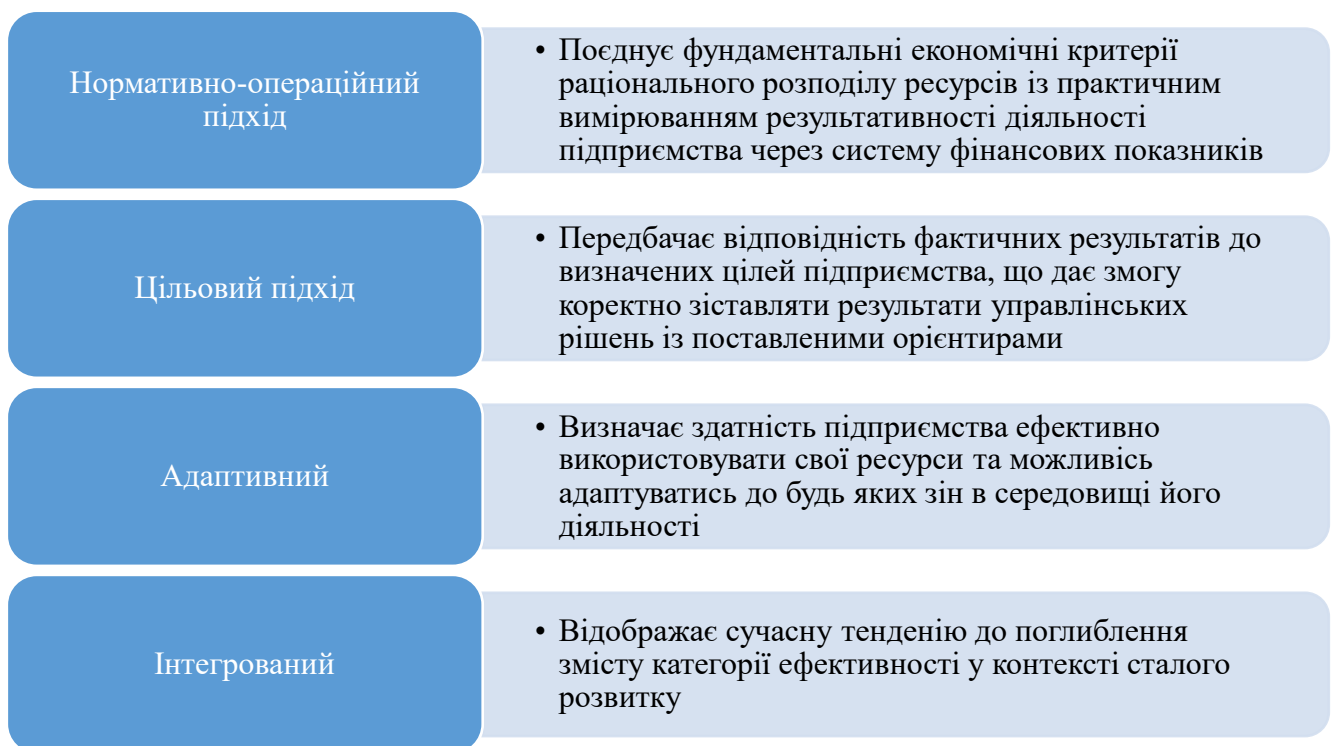 Нормативно-операційний
підхід
• Поєднує фундаментальні економічні критерії
раціонального розподілу ресурсів із практичним
вимірюванням результативності діяльності
підприємства через систему фінансових показників
Цільовий підхід
• Передбачає відповідність фактичних результатів до
визначених цілей підприємства, що дає змогу
коректно зіставляти результати управлінських
рішень із поставленими орієнтирами
Адаптивний
• Визначає здатність підприємства ефективно
використовувати свої ресурси та можливісь
адаптуватись до будь яких зін в середовищі його
діяльності
Інтегрований
• Відображає сучасну тенденію до поглиблення
змісту категорії ефективності у контексті сталого
розвитку